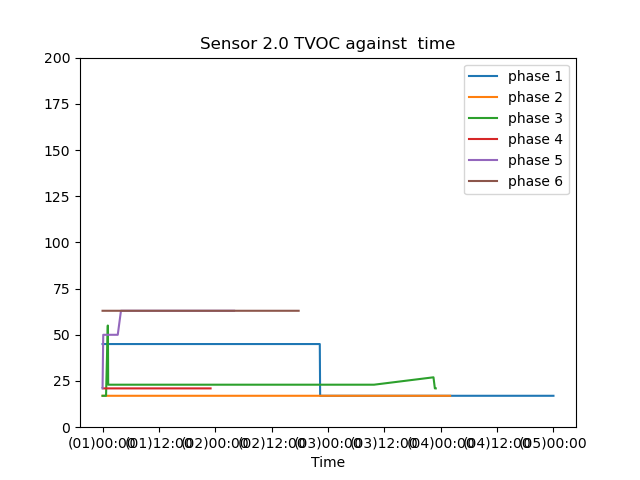 Sensor 2.0 TVOC against  time
200
175
150
125
100
75
50
25
0
phase 1
phase 2
phase 3
phase 4
phase 5
phase 6
(01)00:00 (01)12:00 (02)00:00 (02)12:00 (03)00:00 (03)12:00 (04)00:00 (04)12:00 (05)00:00
Time